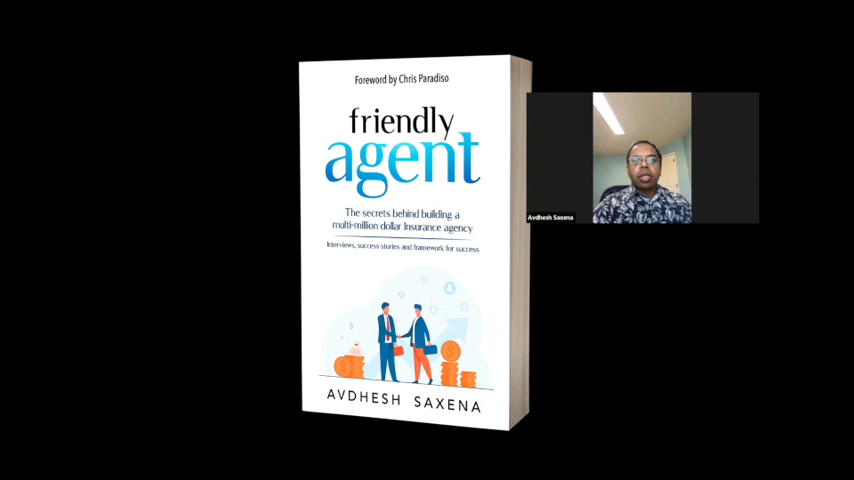 Foreword by Chris Paradiso
friendly
agent
The secrets behind building a
multi-million dollar Insurance agency
Interviews, success stories and framework for success
AVDHESH SAXENA
Avdhesh Saxena